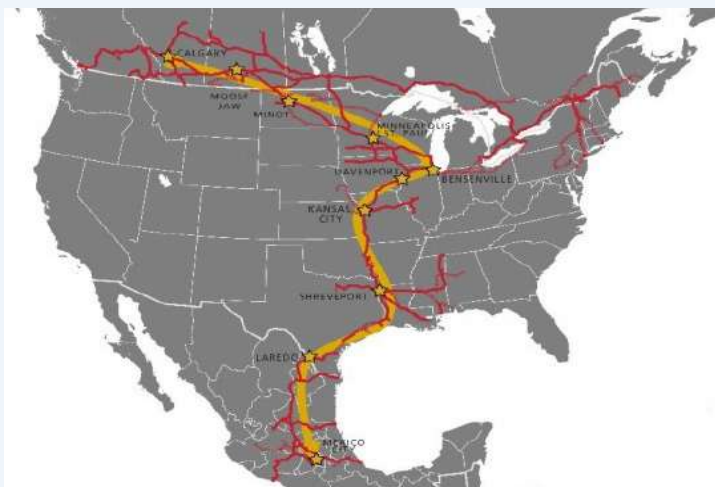 CALGARY
MOOSE
JAW
MINOT
MINNEAPOLIS
ST. PAUL
DAVENPORT
BENSENVILLE
KANSAS
CITY
SHREVEPORT
LAREDO
MEXICO
CITY